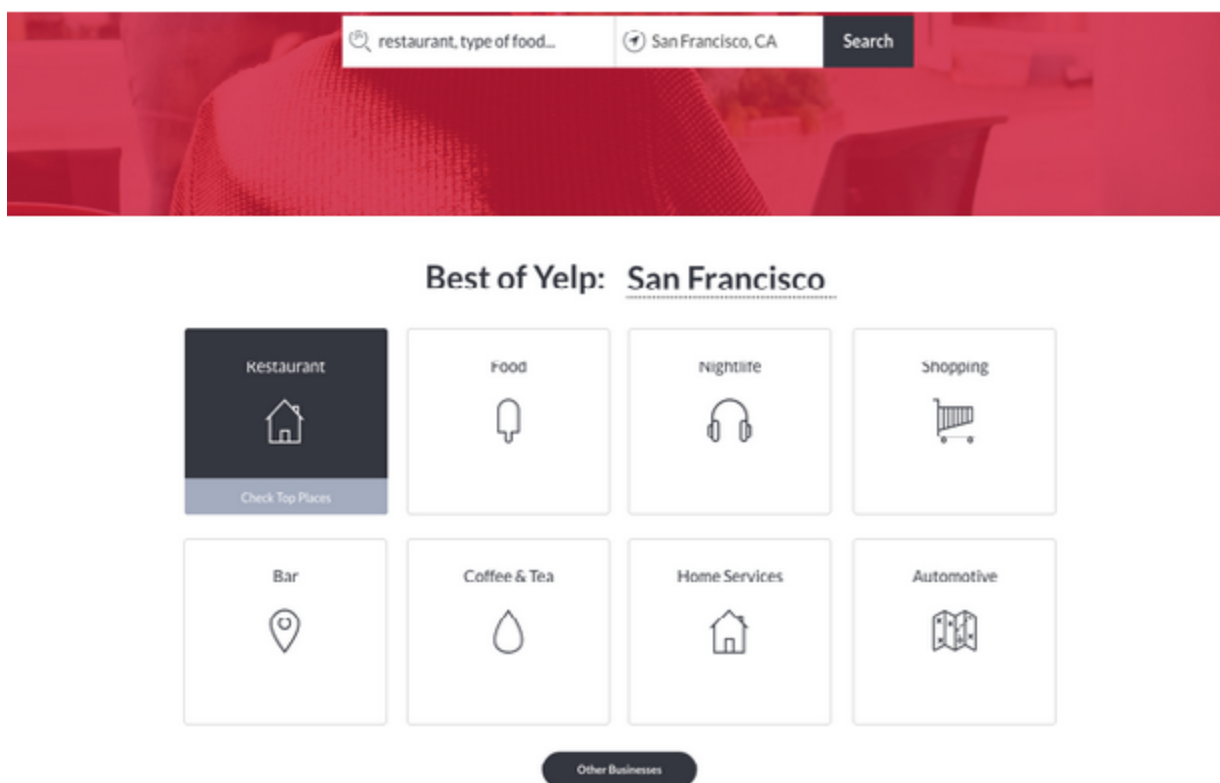 restaurant, type of food...
San Francisco, CA
Search
Best of Yelp: San Francisco
Restaurant
Food
Nightlife
Shopping
Check Top Places
Bar
Coffee & Tea
Home Services
Automotive
Other Businesses